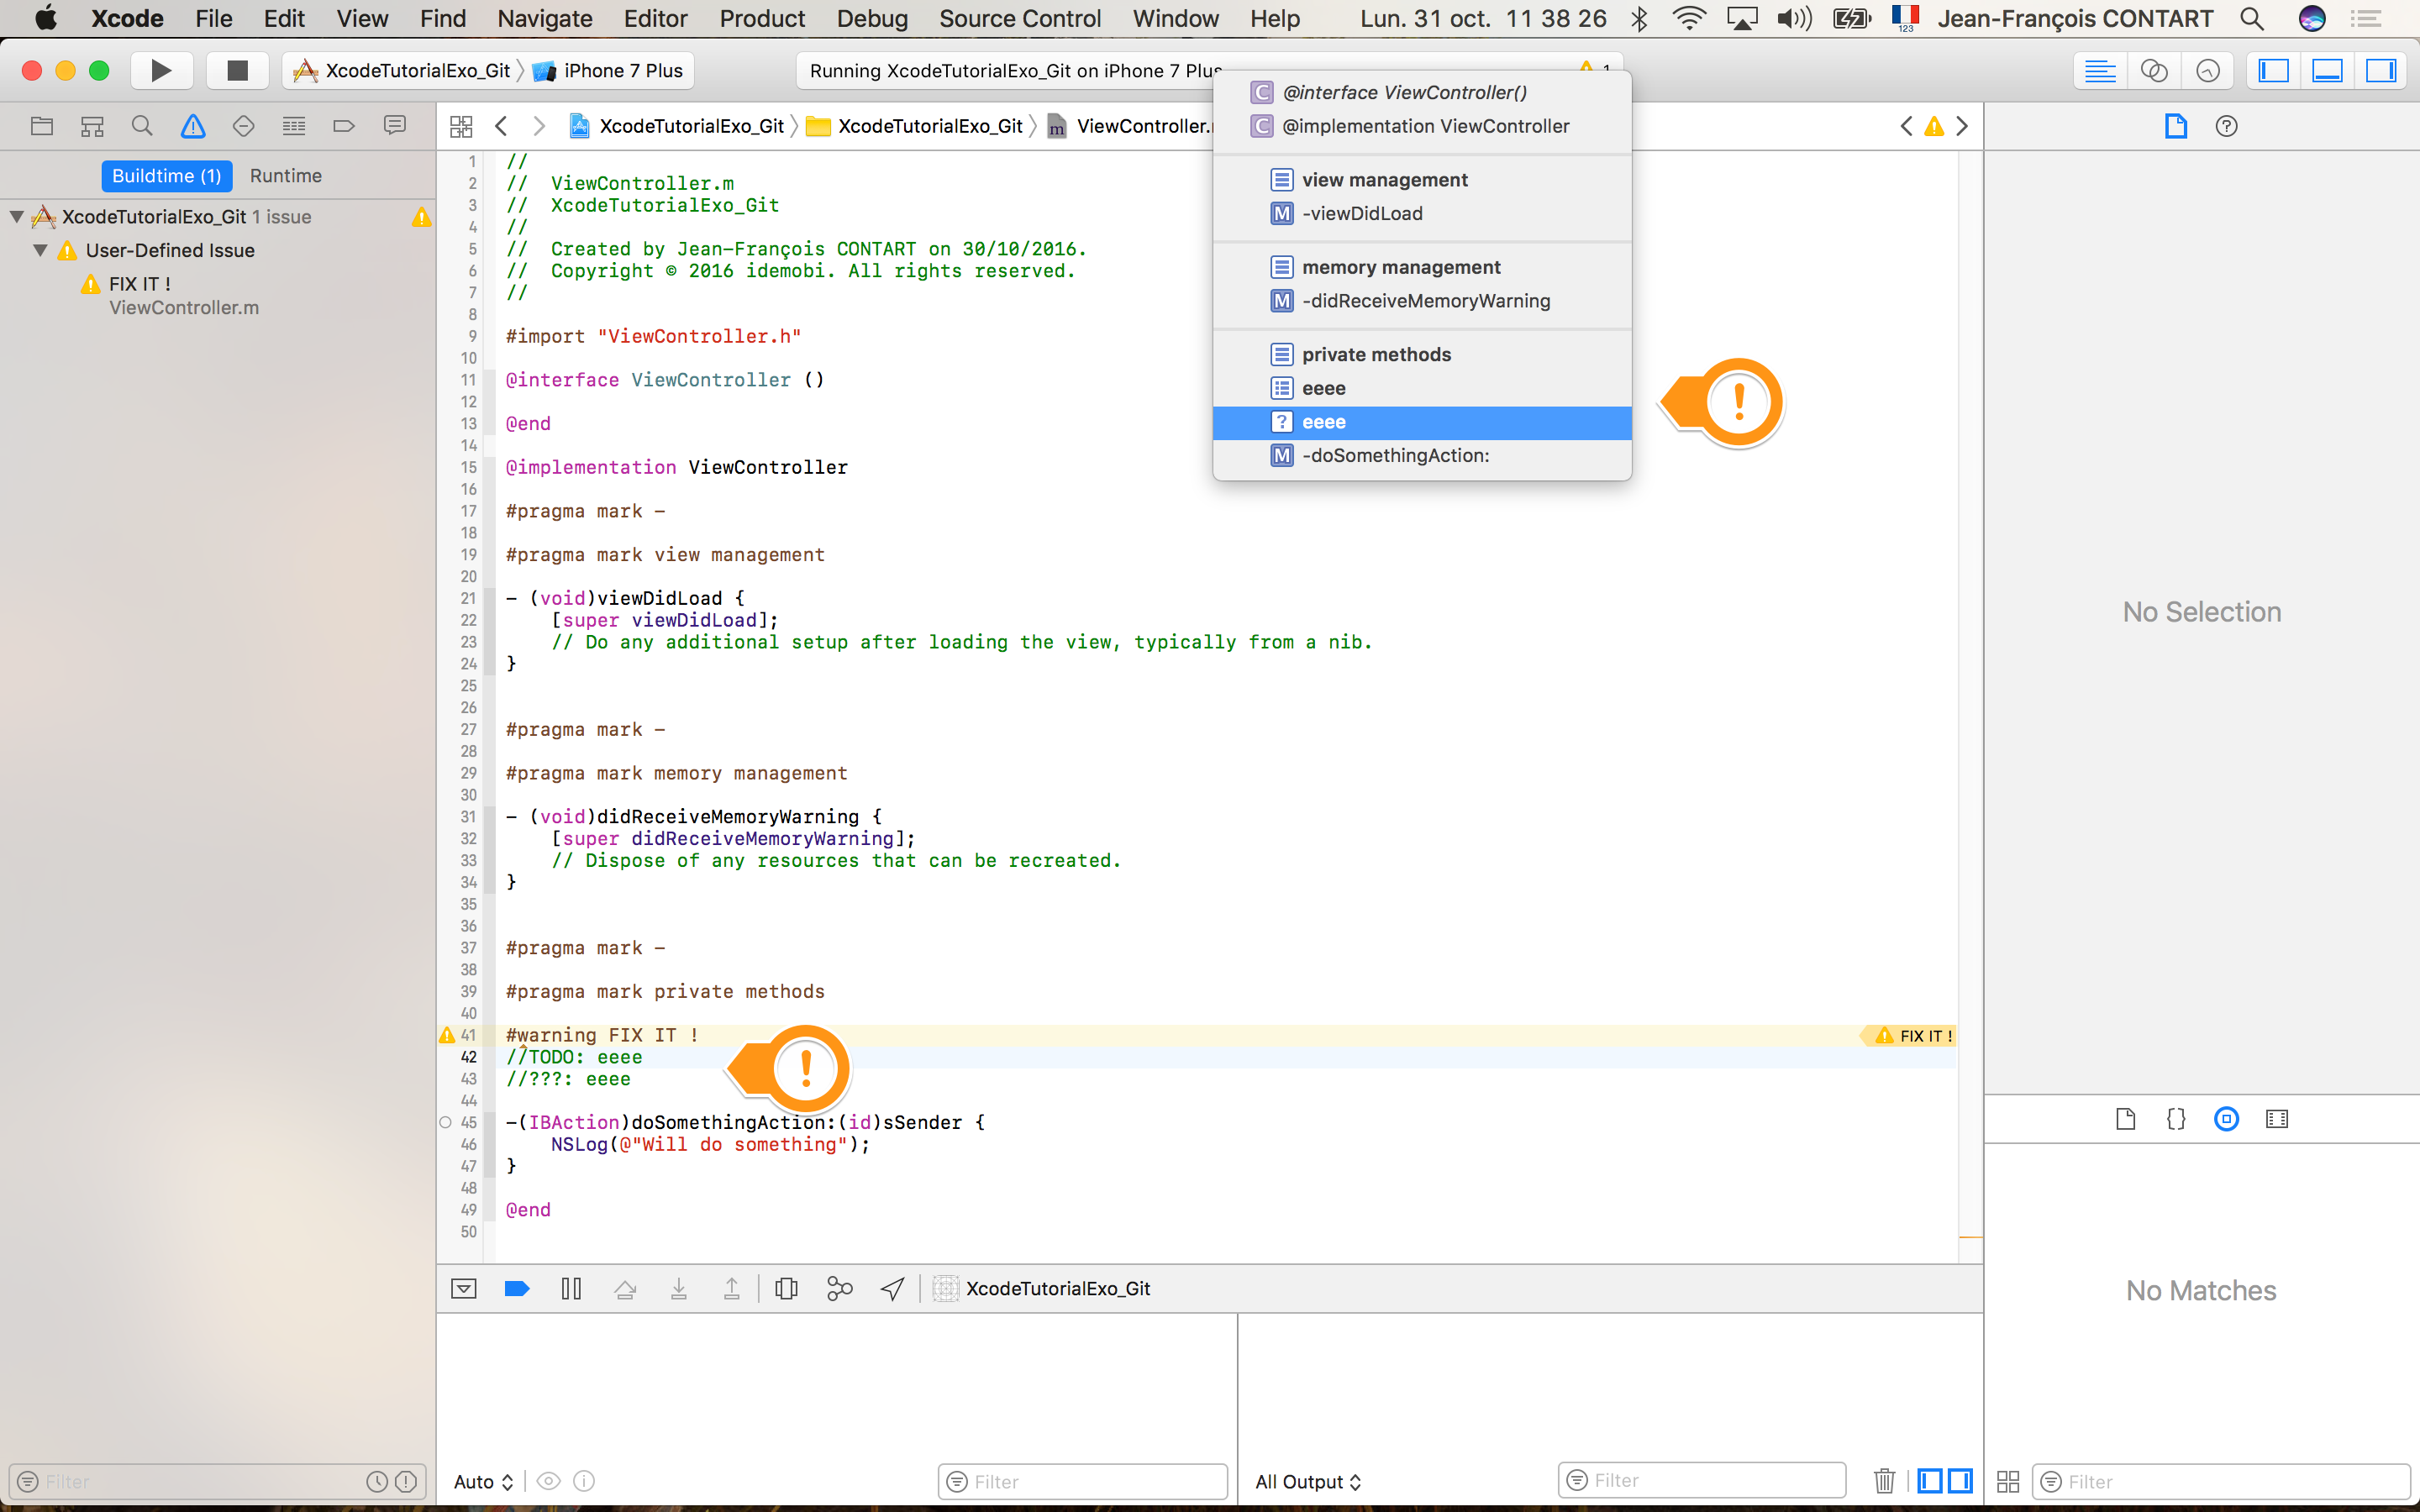 Xcode File Edit View Find Navigate Editor Product Debug Source Control Window Help Lun. 31 oct. 11 38 26 123 Jean-François CONTART
XcodeTutorialExo_Git iPhone 7 Plus Running XcodeTutorialExo_Git on iPhone 7 Plus 1
XcodeTutorialExo_Git XcodeTutorialExo_Git m ViewController.m
Buildtime (1) Runtime
XcodeTutorialExo_Git 1 issue
User-Defined Issue
FIX IT !
ViewController.m
C @interface ViewController()
C @implementation ViewController
view management
M -viewDidLoad
memory management
M -didReceiveMemoryWarning
private methods
eeee
? eeee
M -doSomethingAction:
1 //
2 //  ViewController.m
3 //  XcodeTutorialExo_Git
4 //
5 //  Created by Jean-François CONTART on 30/10/2016.
6 //  Copyright © 2016 idemobi. All rights reserved.
7 //
8
9 #import "ViewController.h"
10
11 @interface ViewController ()
12
13 @end
14
15 @implementation ViewController
16
17 #pragma mark -
18
19 #pragma mark view management
20
21 - (void)viewDidLoad {
22     [super viewDidLoad];
23     // Do any additional setup after loading the view, typically from a nib.
24 }
25
26
27 #pragma mark -
28
29 #pragma mark memory management
30
31 - (void)didReceiveMemoryWarning {
32     [super didReceiveMemoryWarning];
33     // Dispose of any resources that can be recreated.
34 }
35
36
37 #pragma mark -
38
39 #pragma mark private methods
40
41 #warning FIX IT ! FIX IT !
42 //TODO: eeee
43 //???: eeee
44
45 -(IBAction)doSomethingAction:(id)sSender {
46     NSLog(@"Will do something");
47 }
48
49 @end
50
No Selection
XcodeTutorialExo_Git
No Matches
Filter Auto Filter All Output Filter Filter